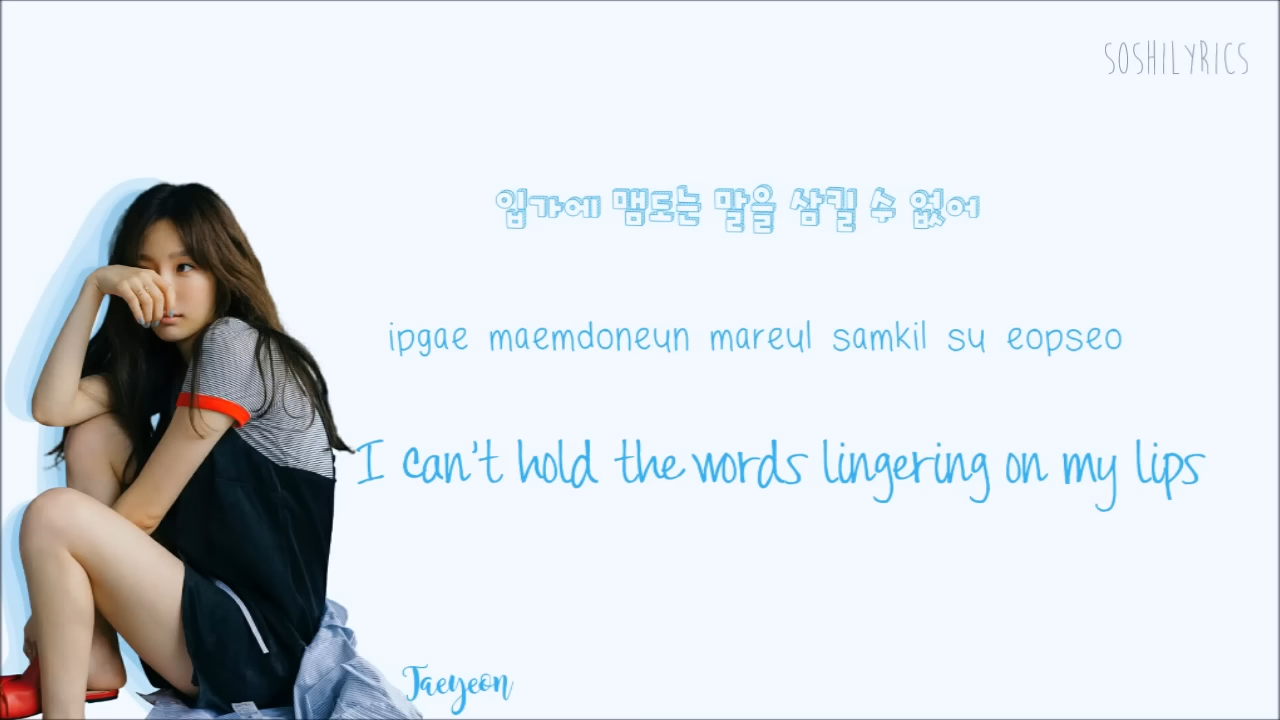 SOSHILYRICS
입가에 맴도는 말을 삼킬 수 없어
ipgae maemdoneun mareul samkil su eopseo
I can't hold the words lingering on my lips
Taeyeon